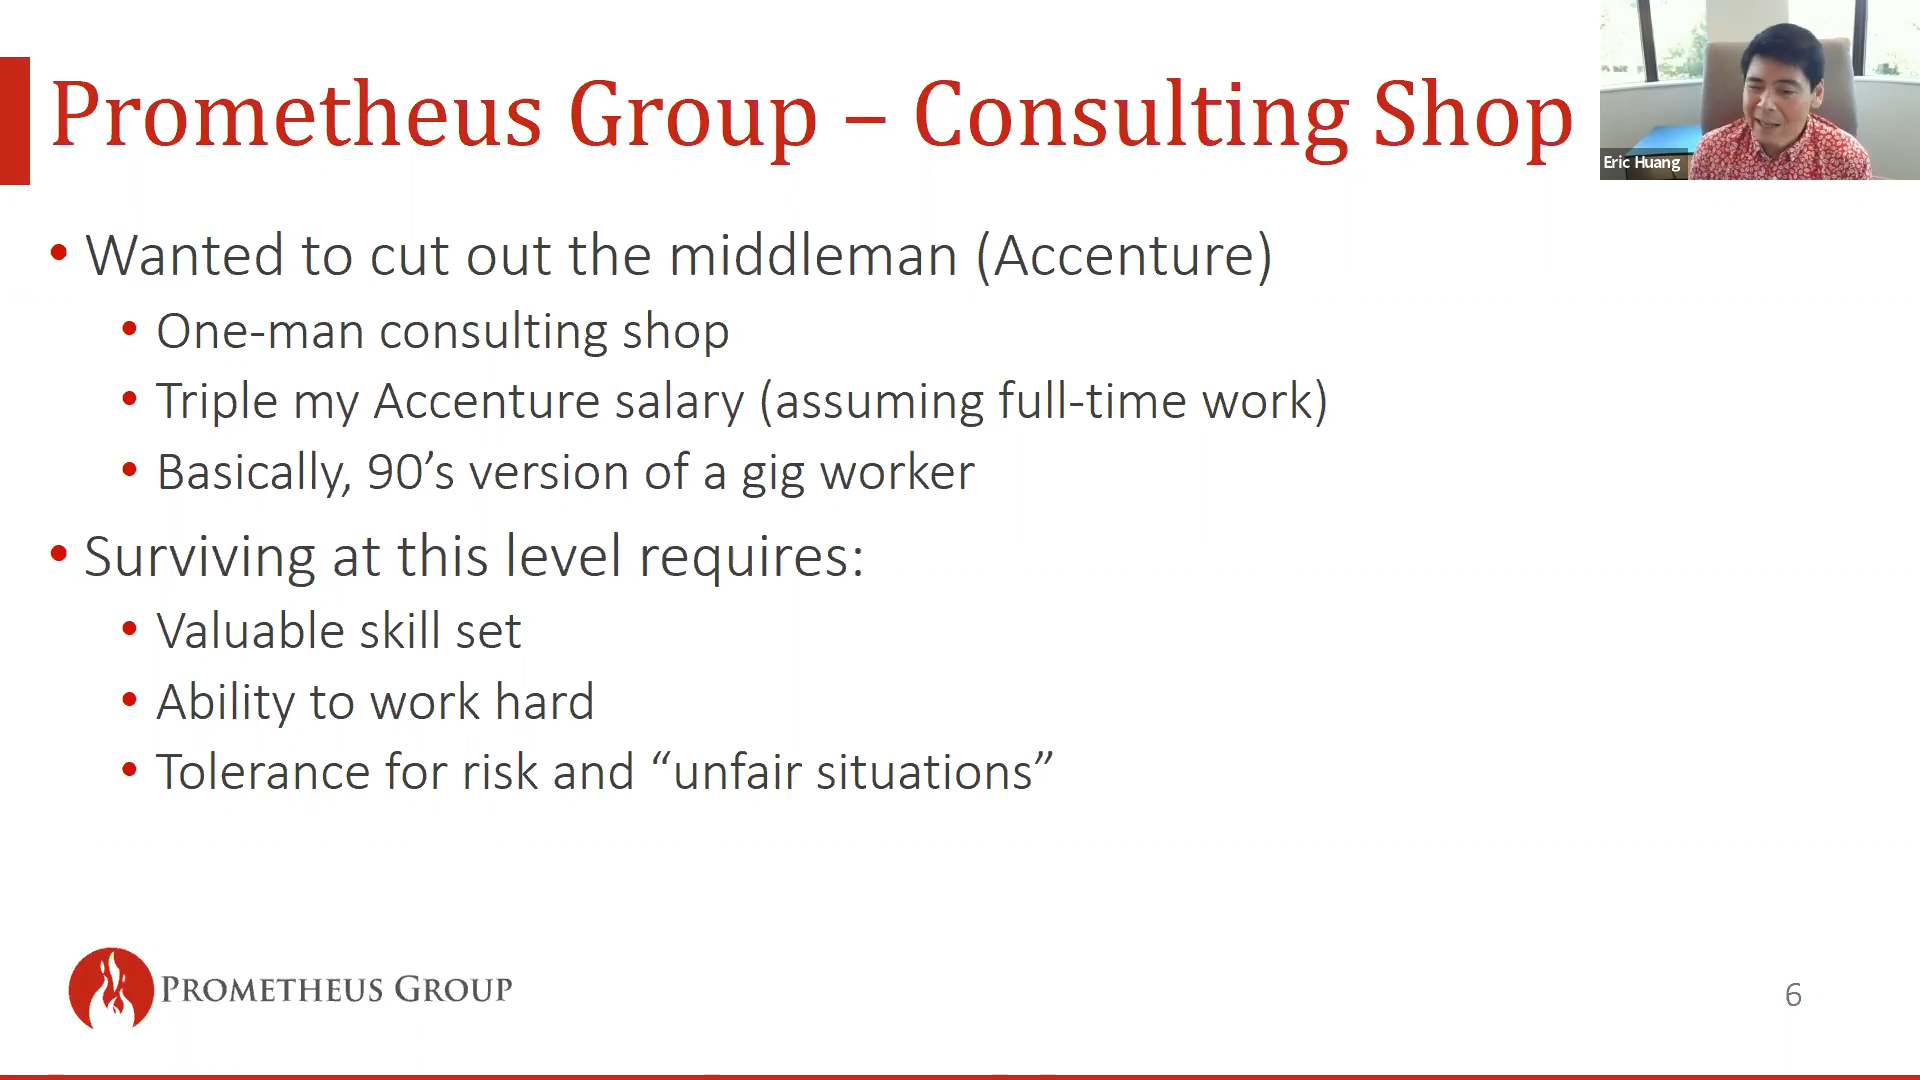 Prometheus Group – Consulting Shop
Eric Huang
• Wanted to cut out the middleman (Accenture)
• One-man consulting shop
• Triple my Accenture salary (assuming full-time work)
• Basically, 90’s version of a gig worker
• Surviving at this level requires:
• Valuable skill set
• Ability to work hard
• Tolerance for risk and “unfair situations”
PROMETHEUS GROUP
6